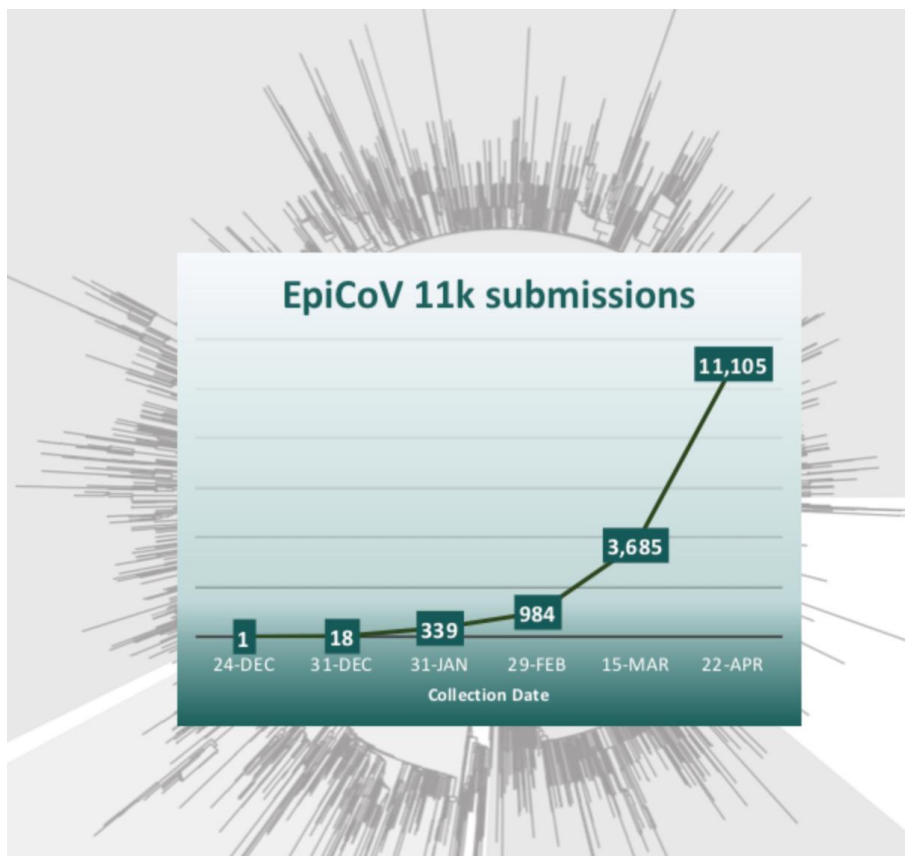 EpiCoV 11k submissions
11,105
3,685
984
339
18
1
24-DEC 31-DEC 31-JAN 29-FEB 15-MAR 22-APR
Collection Date